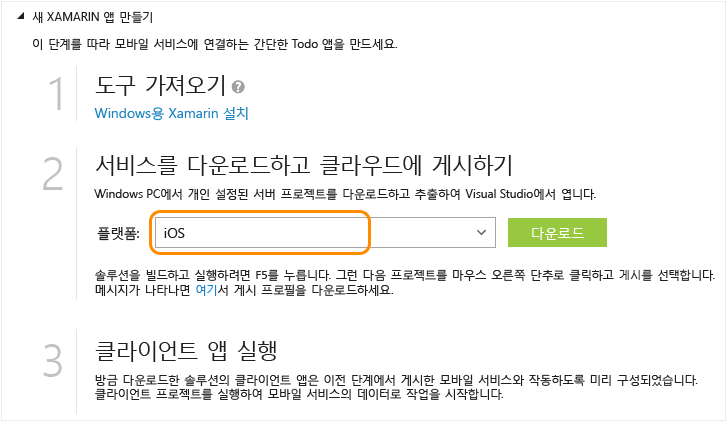 새 XAMARIN 앱 만들기
이 단계를 따라 모바일 서비스에 연결하는 간단한 Todo 앱을 만드세요.
1
도구 가져오기 ?
Windows용 Xamarin 설치
2
서비스를 다운로드하고 클라우드에 게시하기
Windows PC에서 개인 설정된 서버 프로젝트를 다운로드하고 추출하여 Visual Studio에서 엽니다.
플랫폼: iOS 다운로드
솔루션을 빌드하고 실행하려면 F5를 누릅니다. 그런 다음 프로젝트를 마우스 오른쪽 단추로 클릭하고 게시를 선택합니다.
메시지가 나타나면 여기서 게시 프로필을 다운로드하세요.
3
클라이언트 앱 실행
방금 다운로드한 솔루션의 클라이언트 앱은 이전 단계에서 게시한 모바일 서비스와 작동하도록 미리 구성되었습니다.
클라이언트 프로젝트를 실행하여 모바일 서비스의 데이터로 작업을 시작합니다.